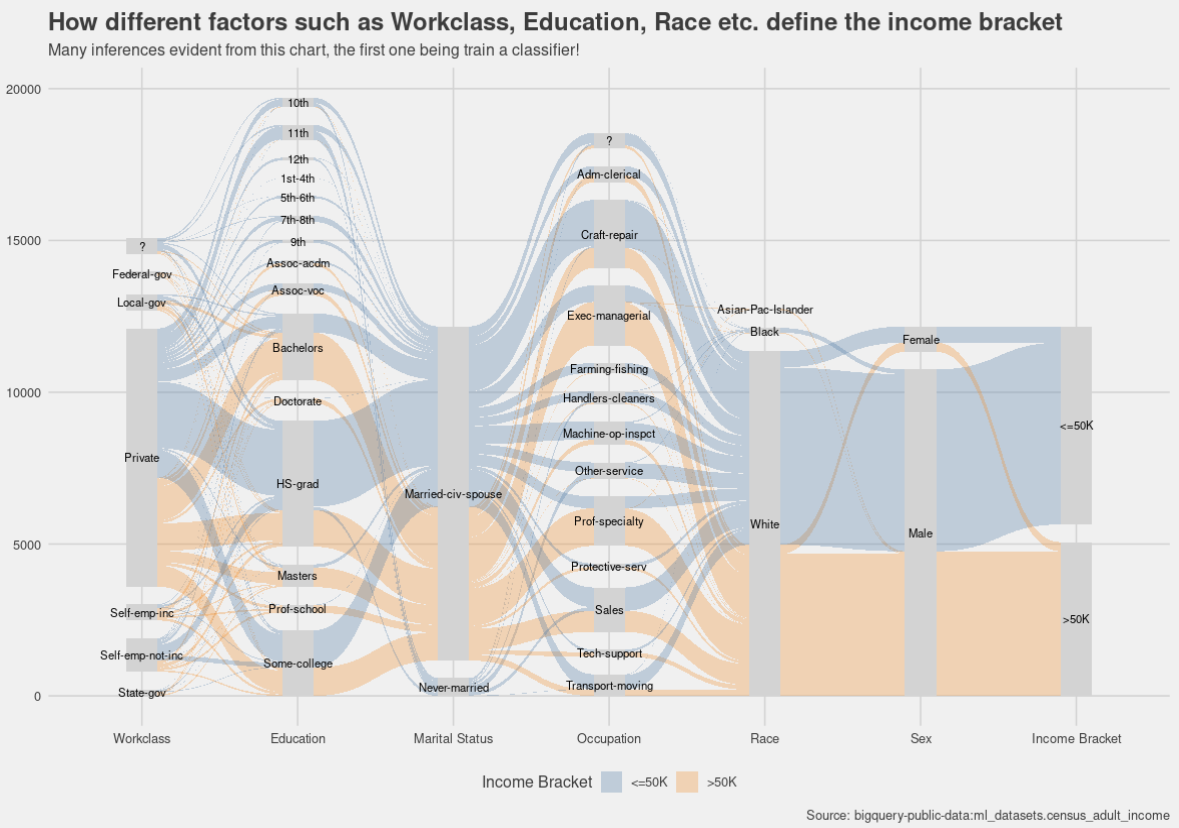 How different factors such as Workclass, Education, Race etc. define the income bracket
Many inferences evident from this chart, the first one being train a classifier!
20000
15000
10000
5000
0
?
Federal-gov
Local-gov
Private
Self-emp-inc
Self-emp-not-inc
State-gov
10th
11th
12th
1st-4th
5th-6th
7th-8th
9th
Assoc-acdm
Assoc-voc
Bachelors
Doctorate
HS-grad
Masters
Prof-school
Some-college
Married-civ-spouse
Never-married
?
Adm-clerical
Craft-repair
Exec-managerial
Farming-fishing
Handlers-cleaners
Machine-op-inspct
Other-service
Prof-specialty
Protective-serv
Sales
Tech-support
Transport-moving
Asian-Pac-Islander
Black
White
Female
Male
<=50K
>50K
Workclass
Education
Marital Status
Occupation
Race
Sex
Income Bracket
Income Bracket <=50K >50K
Source: bigquery-public-data:ml_datasets.census_adult_income